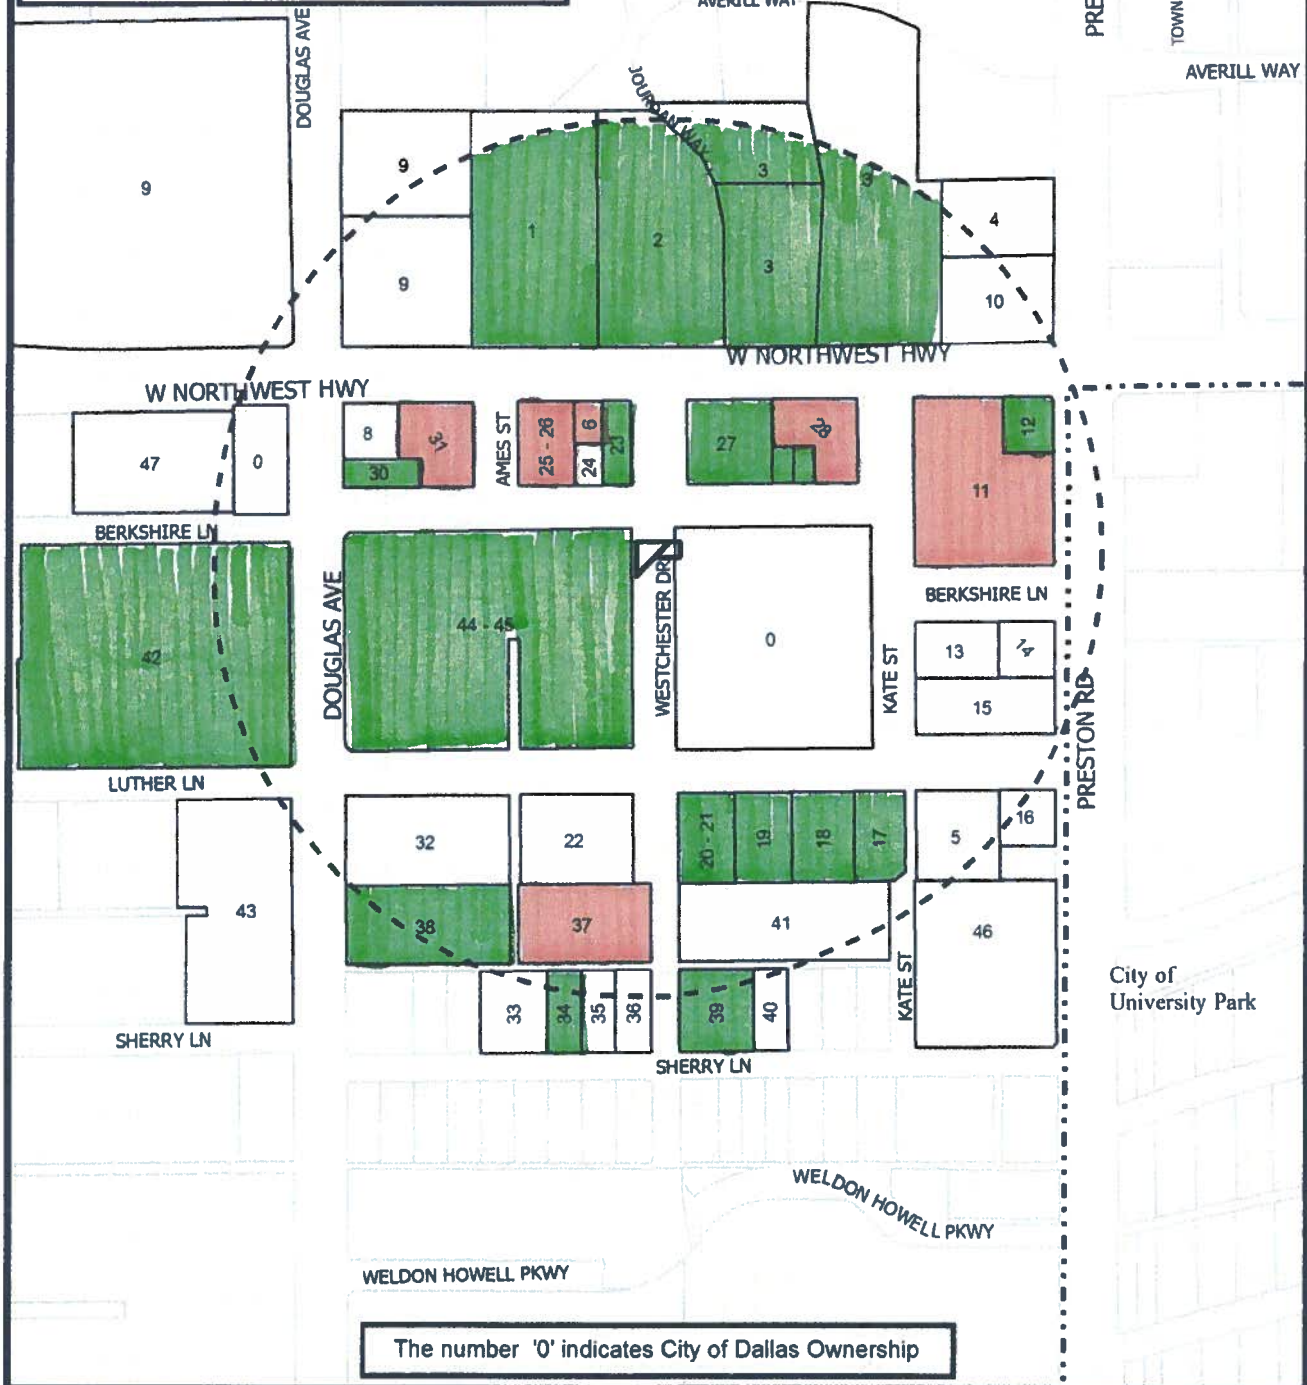 AVERILL WAY
PRE
TOWN
DOUGLAS AVE
AVERILL WAY
JOURDAN WAY
9
9
9
1
2
3
3
3
4
10
W NORTHWEST HWY
W NORTHWEST HWY
47
0
8
30
31
AMES ST
25 - 26
6
24
23
27
11
12
BERKSHIRE LN
42
DOUGLAS AVE
44 - 45
WESTCHESTER DR
0
KATE ST
BERKSHIRE LN
13
14
15
PRESTON RD
LUTHER LN
43
32
22
20 - 21
19
18
17
5
16
38
37
41
46
33
34
35
36
39
40
KATE ST
City of
University Park
SHERRY LN
SHERRY LN
WELDON HOWELL PKWY
WELDON HOWELL PKWY
The number '0' indicates City of Dallas Ownership